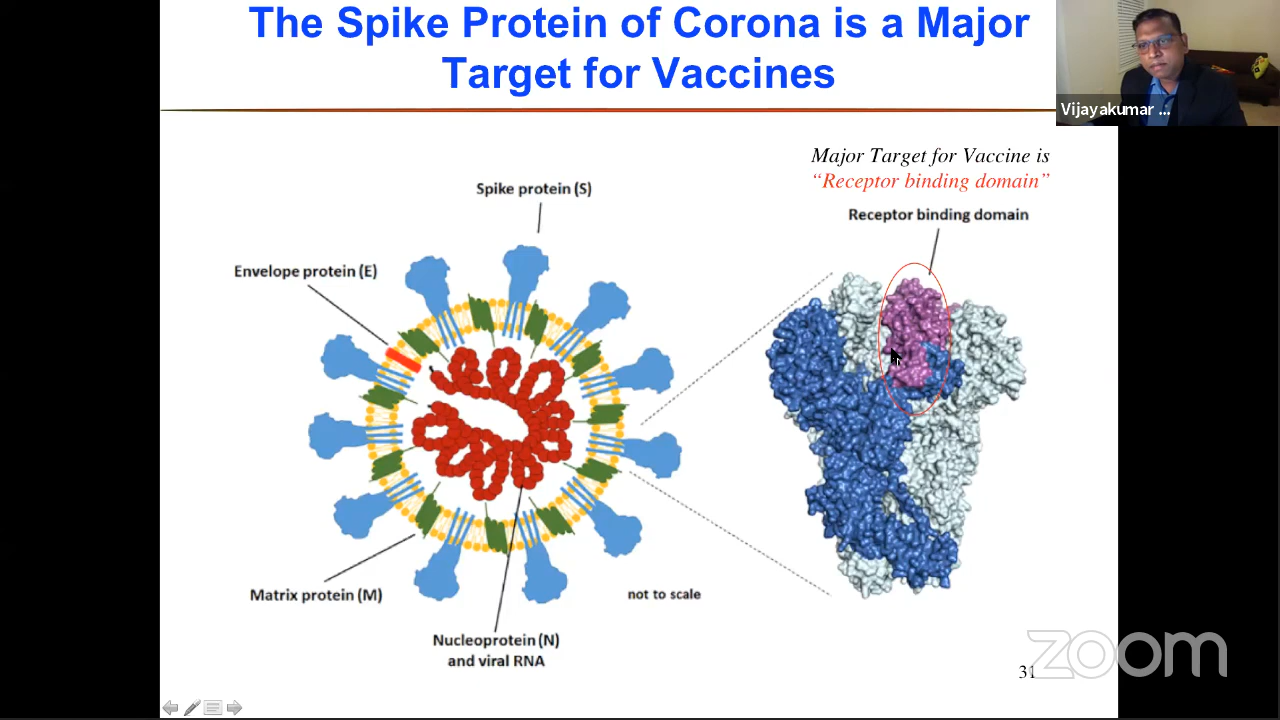 The Spike Protein of Corona is a Major
Target for Vaccines
Vijayakumar ...
Major Target for Vaccine is
“Receptor binding domain”
Spike protein (S)
Receptor binding domain
Envelope protein (E)
Matrix protein (M)
not to scale
Nucleoprotein (N)
and viral RNA
zoom
31